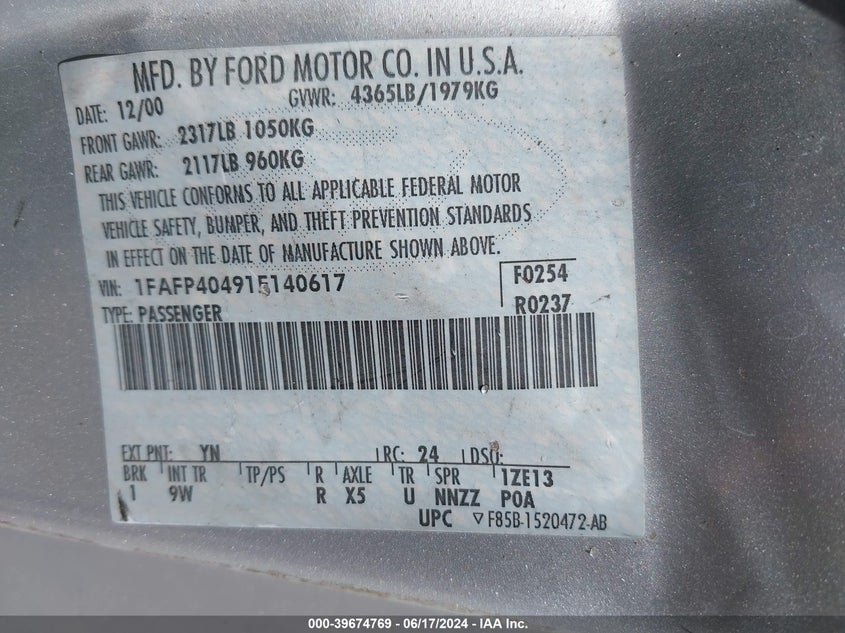 MFD. BY FORD MOTOR CO. IN U.S.A.
DATE: 12/00 GVWR: 4365LB/1979KG
FRONT GAWR: 2317LB 1050KG
REAR GAWR: 2117LB 960KG
THIS VEHICLE CONFORMS TO ALL APPLICABLE FEDERAL MOTOR
VEHICLE SAFETY, BUMPER, AND THEFT PREVENTION STANDARDS
IN EFFECT ON THE DATE OF MANUFACTURE SHOWN ABOVE.
VIN: 1FAFP40491F140617 F0254
TYPE: PASSENGER R0237
EXT PNT: YN RC: 24 DSO:
BRK INT TR TP/PS R AXLE TR SPR 1ZE13
1 9W R X5 U NNZZ P0A
UPC ▽F85B-1520472-AB
000-39674769 - 06/17/2024 - IAA Inc.